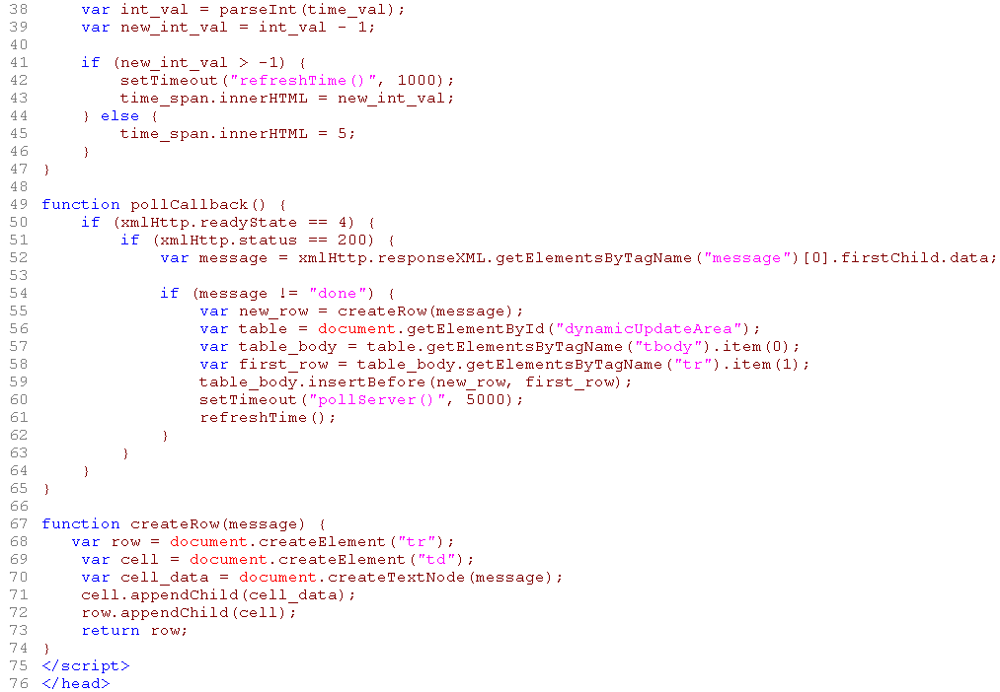 38     var int_val = parseInt(time_val);
39     var new_int_val = int_val - 1;
40
41     if (new_int_val > -1) {
42         setTimeout("refreshTime()", 1000);
43         time_span.innerHTML = new_int_val;
44     } else {
45         time_span.innerHTML = 5;
46     }
47 }
48
49 function pollCallback() {
50     if (xmlHttp.readyState == 4) {
51         if (xmlHttp.status == 200) {
52             var message = xmlHttp.responseXML.getElementsByTagName("message")[0].firstChild.data;
53
54             if (message != "done") {
55                 var new_row = createRow(message);
56                 var table = document.getElementById("dynamicUpdateArea");
57                 var table_body = table.getElementsByTagName("tbody").item(0);
58                 var first_row = table_body.getElementsByTagName("tr").item(1);
59                 table_body.insertBefore(new_row, first_row);
60                 setTimeout("pollServer()", 5000);
61                 refreshTime();
62             }
63         }
64     }
65 }
66
67 function createRow(message) {
68    var row = document.createElement("tr");
69     var cell = document.createElement("td");
70     var cell_data = document.createTextNode(message);
71     cell.appendChild(cell_data);
72     row.appendChild(cell);
73     return row;
74 }
75 </script>
76 </head>